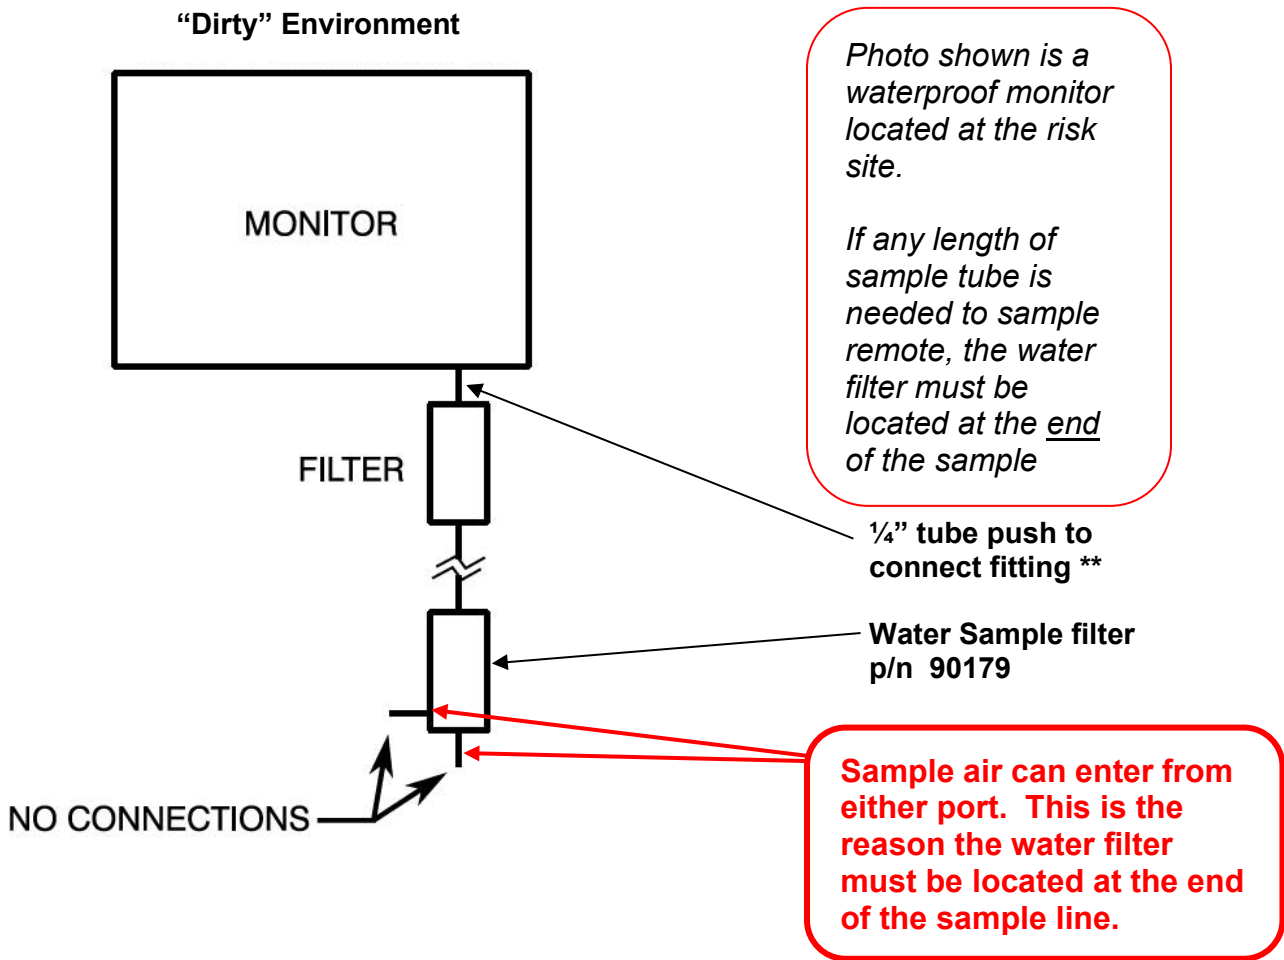 “Dirty” Environment
Photo shown is a
waterproof monitor
located at the risk
site.
If any length of
sample tube is
needed to sample
remote, the water
filter must be
located at the end
of the sample
MONITOR
FILTER
¼” tube push to
connect fitting **
Water Sample filter
p/n 90179
NO CONNECTIONS
Sample air can enter from
either port. This is the
reason the water filter
must be located at the end
of the sample line.